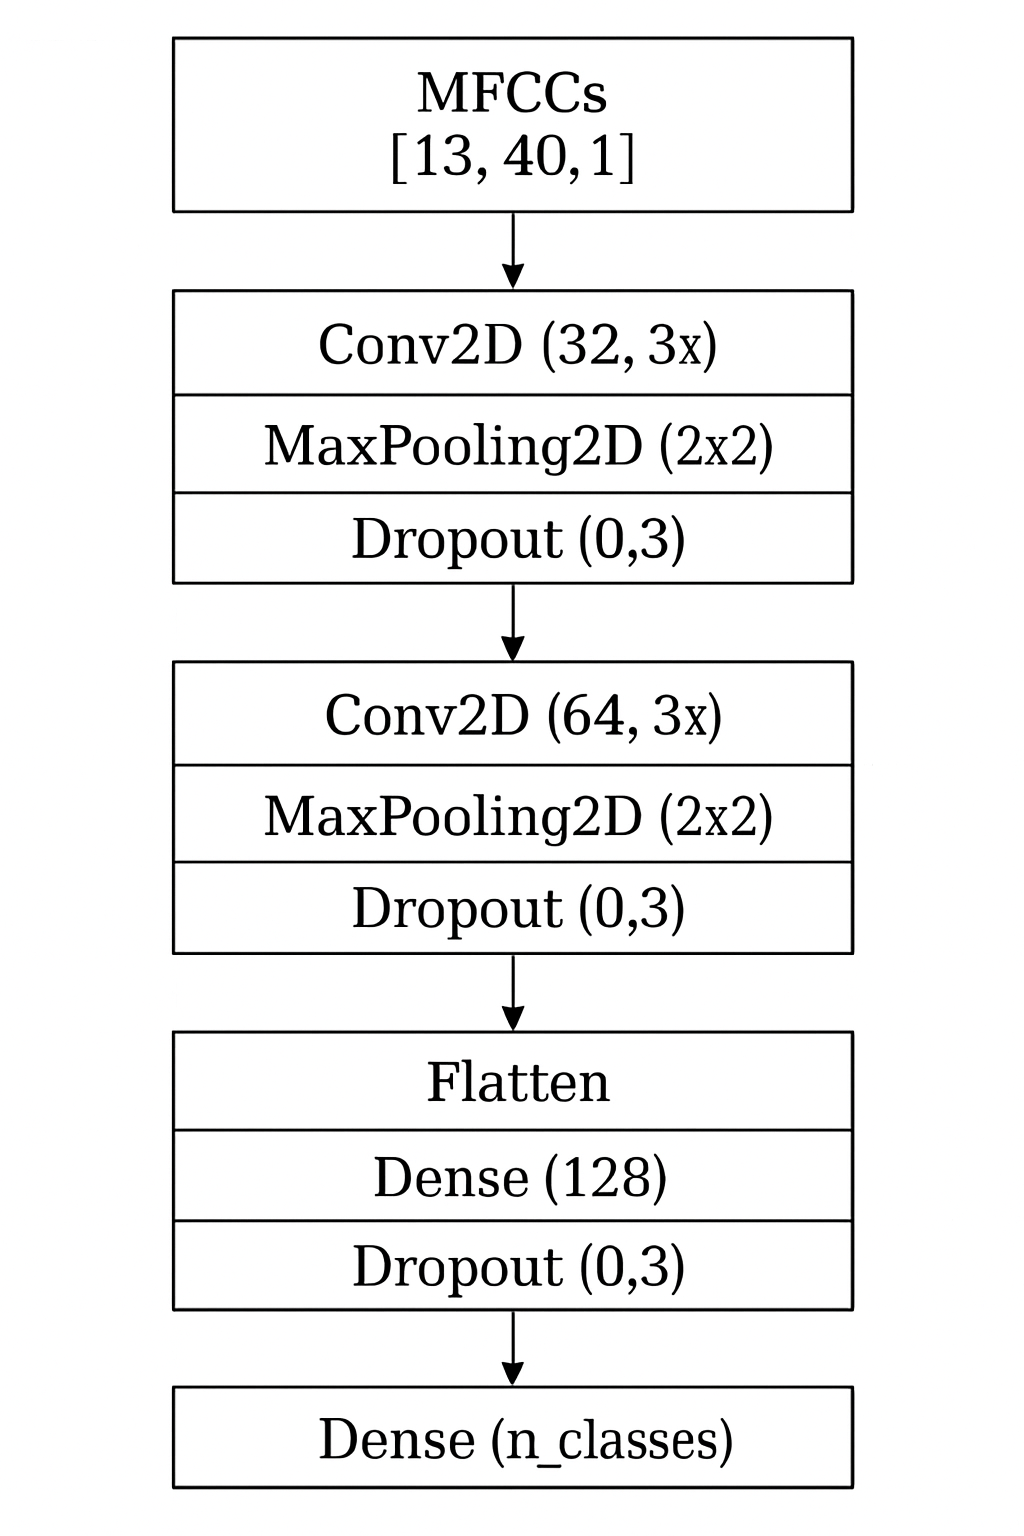 MFCCs
[13, 40, 1]
Conv2D (32, 3x)
MaxPooling2D (2x2)
Dropout (0,3)
Conv2D (64, 3x)
MaxPooling2D (2x2)
Dropout (0,3)
Flatten
Dense (128)
Dropout (0,3)
Dense (n_classes)